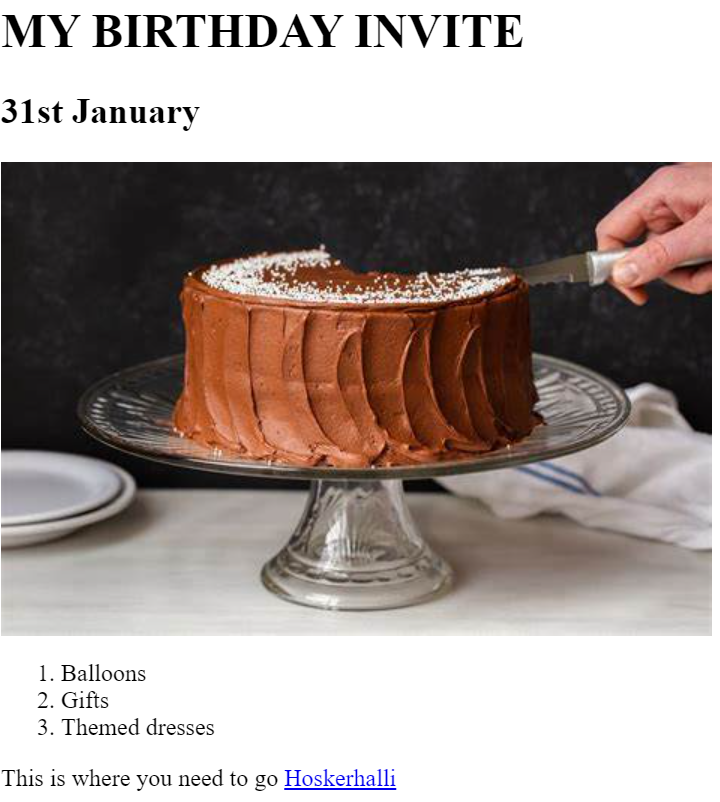 MY BIRTHDAY INVITE
31st January
1. Balloons
2. Gifts
3. Themed dresses
This is where you need to go Hoskerhalli